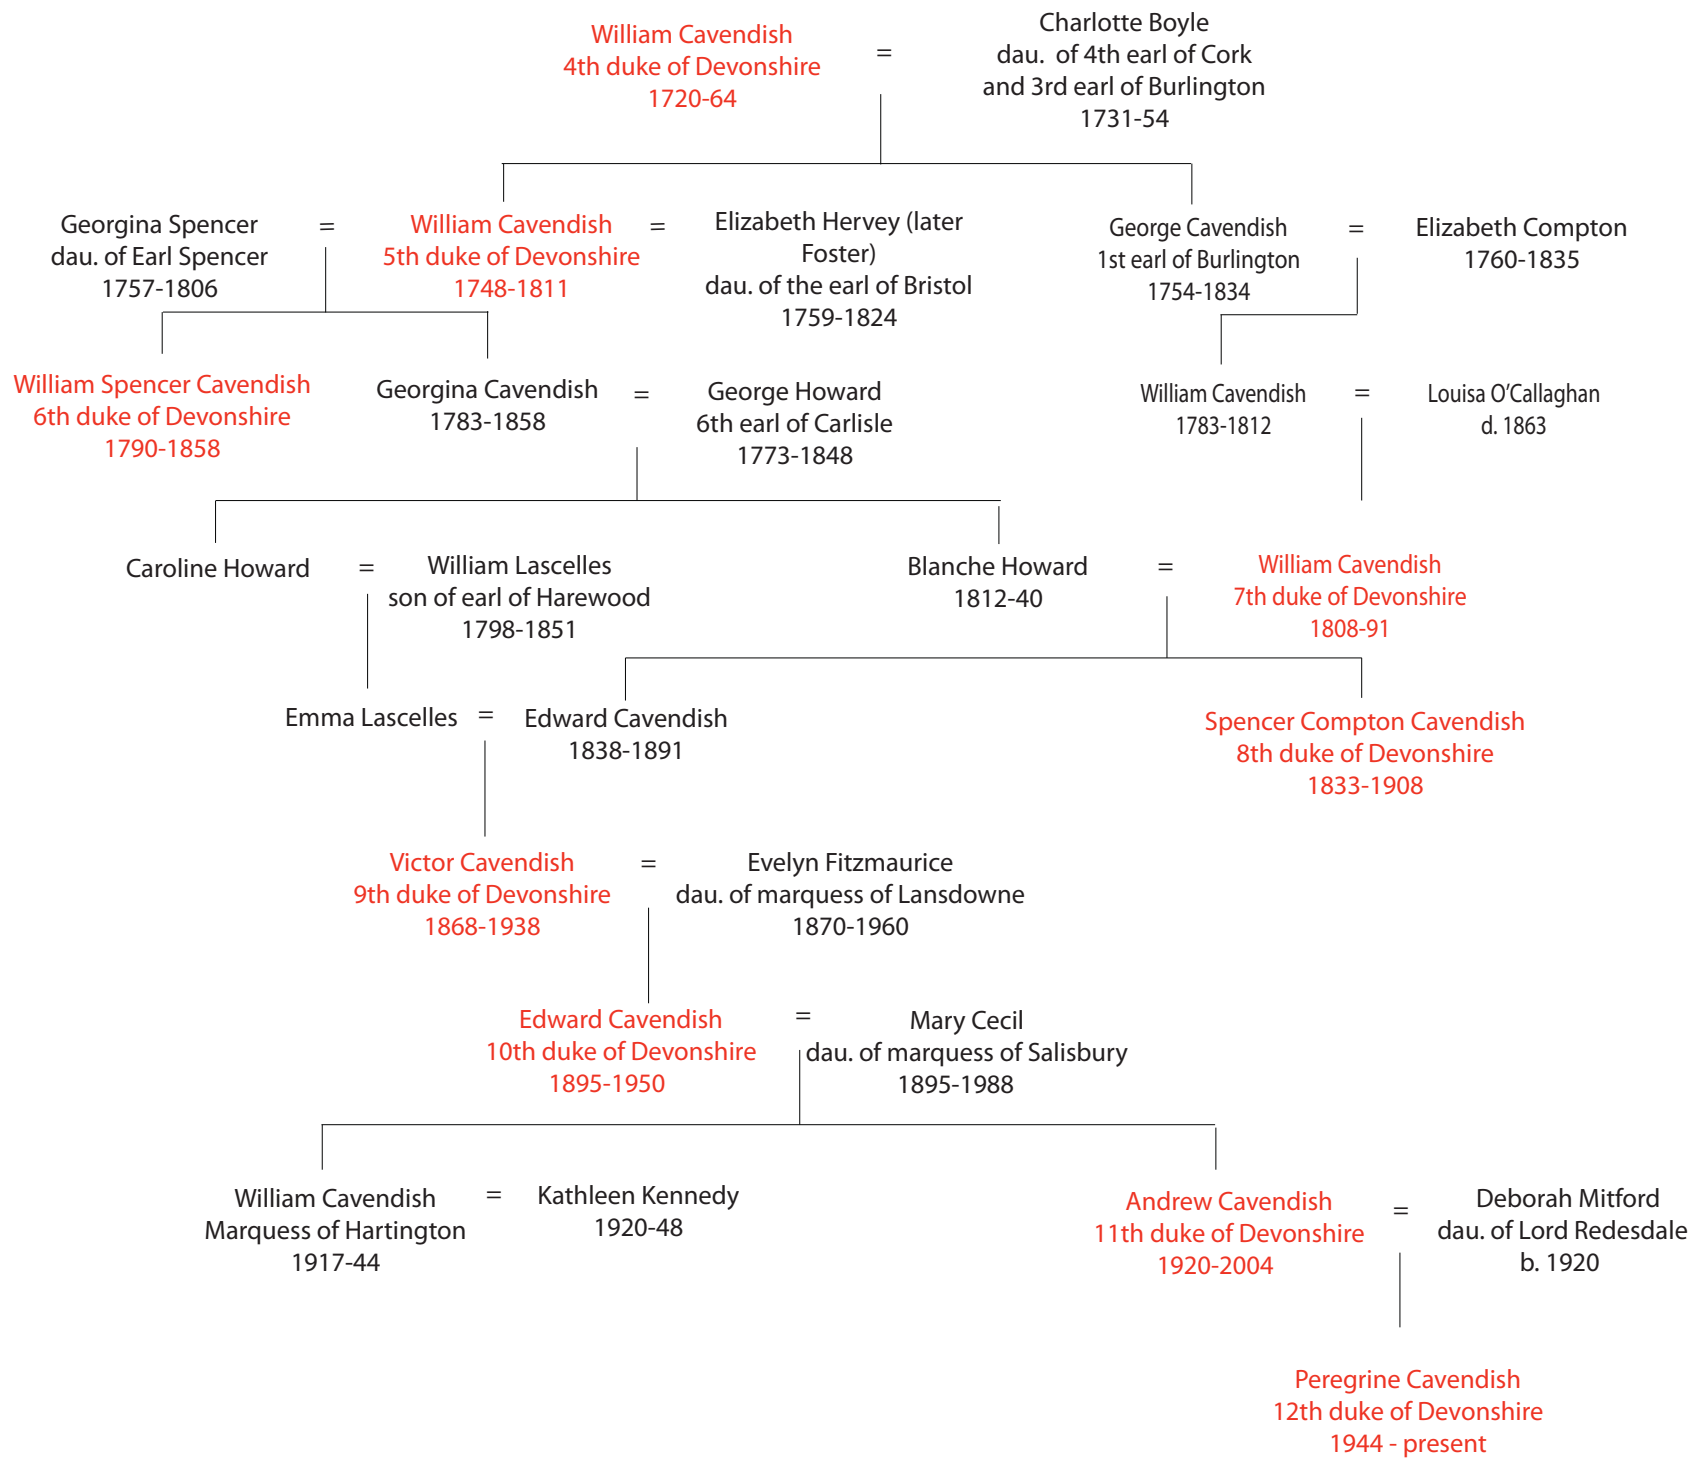 William Cavendish
4th duke of Devonshire
1720-64
=
Charlotte Boyle
dau.  of 4th earl of Cork
and 3rd earl of Burlington
1731-54
Georgina Spencer
dau. of Earl Spencer
1757-1806
=
William Cavendish
5th duke of Devonshire
1748-1811
=
Elizabeth Hervey (later
Foster)
dau. of the earl of Bristol
1759-1824
George Cavendish
1st earl of Burlington
1754-1834
=
Elizabeth Compton
1760-1835
William Spencer Cavendish
6th duke of Devonshire
1790-1858
Georgina Cavendish
1783-1858
=
George Howard
6th earl of Carlisle
1773-1848
William Cavendish
1783-1812
=
Louisa O’Callaghan
d. 1863
Caroline Howard
=
William Lascelles
son of earl of Harewood
1798-1851
Blanche Howard
1812-40
=
William Cavendish
7th duke of Devonshire
1808-91
Emma Lascelles
=
Edward Cavendish
1838-1891
Spencer Compton Cavendish
8th duke of Devonshire
1833-1908
Victor Cavendish
9th duke of Devonshire
1868-1938
=
Evelyn Fitzmaurice
dau. of marquess of Lansdowne
1870-1960
Edward Cavendish
10th duke of Devonshire
1895-1950
=
Mary Cecil
dau. of marquess of Salisbury
1895-1988
William Cavendish
Marquess of Hartington
1917-44
=
Kathleen Kennedy
1920-48
Andrew Cavendish
11th duke of Devonshire
1920-2004
=
Deborah Mitford
dau. of Lord Redesdale
b. 1920
Peregrine Cavendish
12th duke of Devonshire
1944 - present